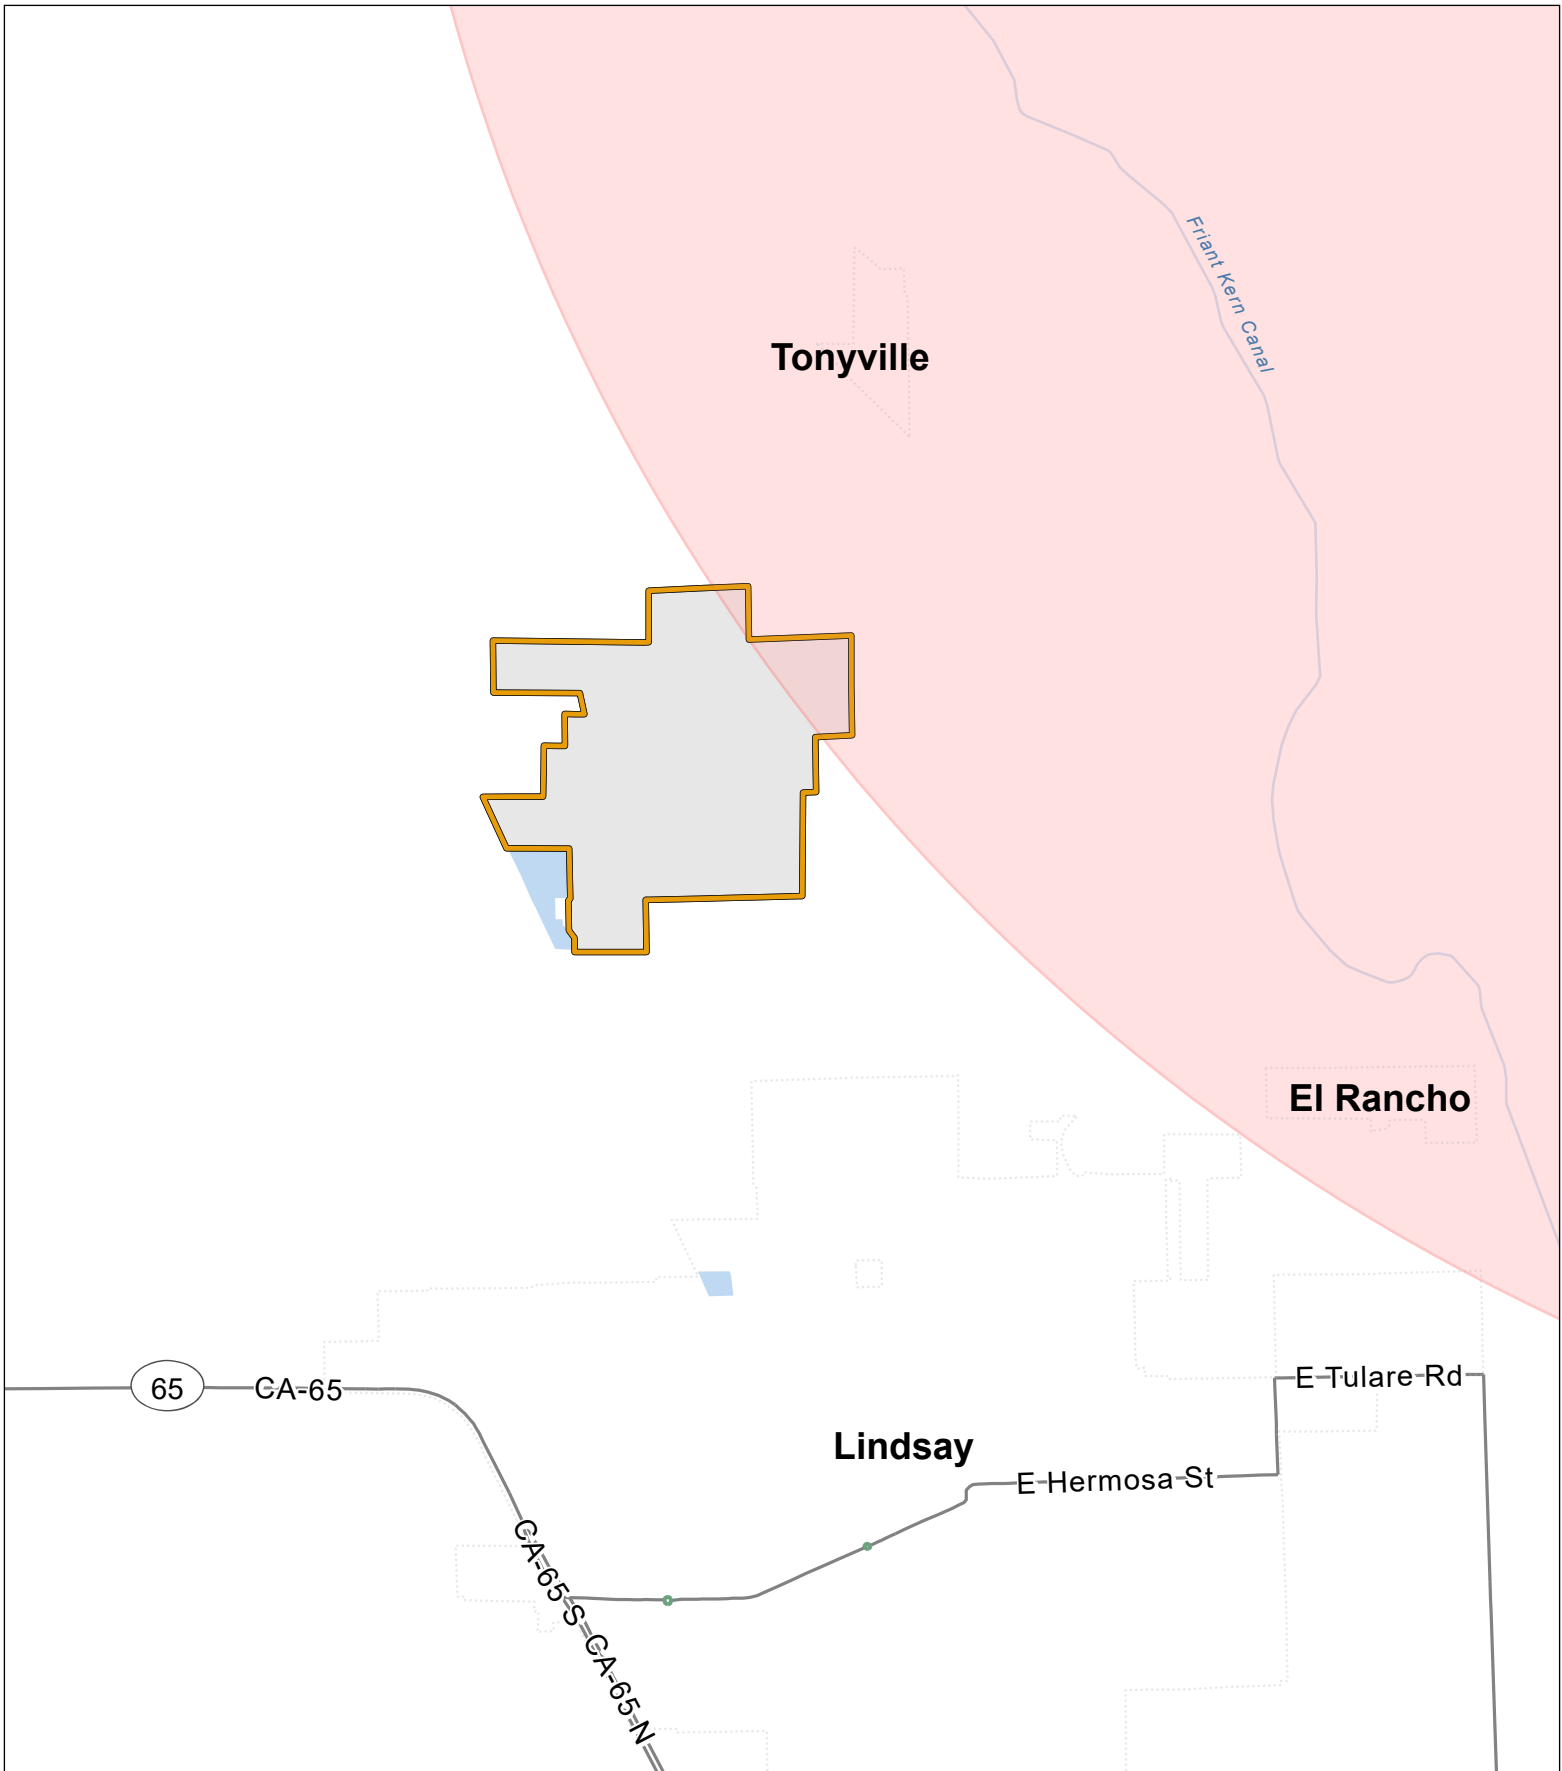 Friant Kern Canal
Tonyville
El Rancho
65
CA-65
E Tulare Rd
Lindsay
E Hermosa St
CA-65 S
CA-65 N